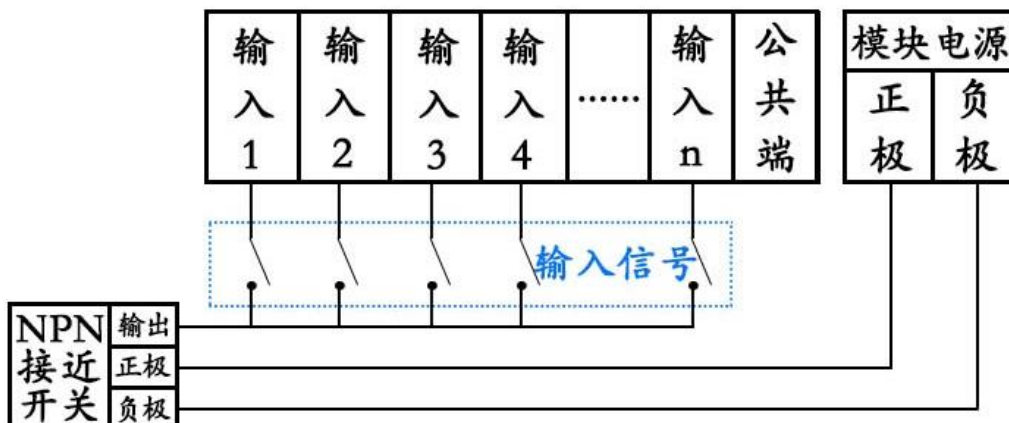 输入1
输入2
输入3
输入4
……
输入n
公共端
模块电源
正极
负极
输入信号
NPN接近开关
输出
正极
负极